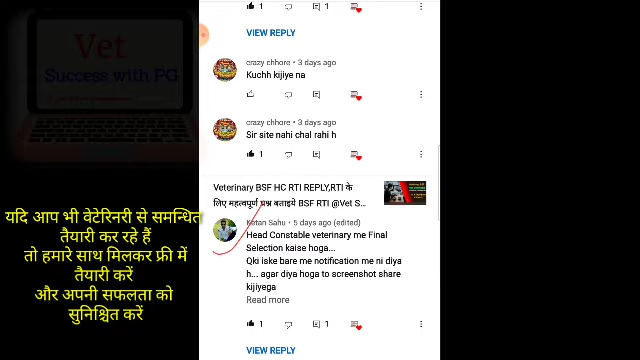 Vet
Success with PG
यदि आप भी वेटेरिनरी से समन्धित
तैयारी कर रहे हैं
तो हमारे साथ मिलकर फ्री में
तैयारी करें
और अपनी सफलता को
सुनिश्चित करें
1
1
VIEW REPLY
crazy chhore • 3 days ago
Kuchh kijiye na
crazy chhore • 3 days ago
Sir site nahi chal rahi h
1
Veterinary BSF HC RTI REPLY,RTI के
लिए महत्वपूर्ण प्रश्न बताइये BSF RTI @Vet S...
Ketan Sahu • 5 days ago (edited)
Head Constable veterinary me Final
Selection kaise hoga...
Qki iske bare me notification me ni diya
h... agar diya hoga to screenshot share
kijiyega
Read more
1
1
VIEW REPLY